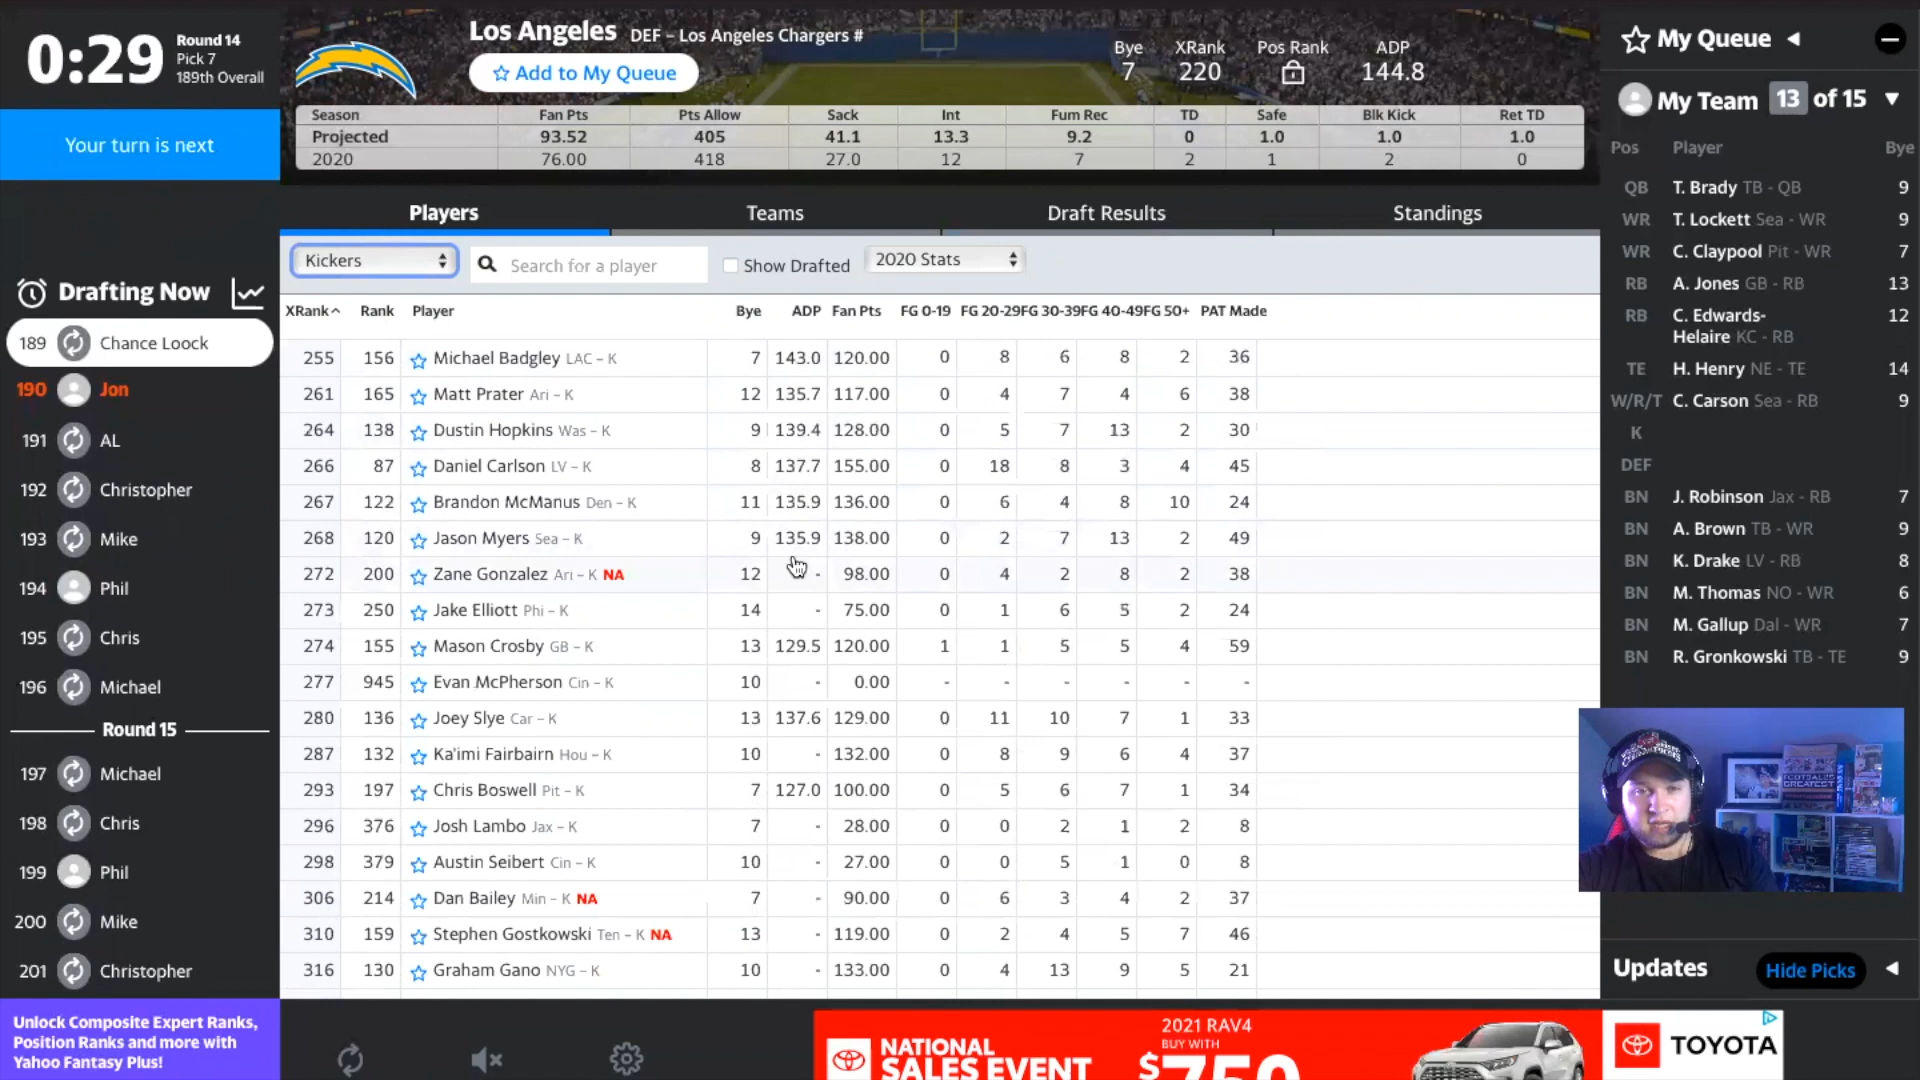 0:29
Round 14
Pick 7
189th Overall
Your turn is next
Drafting Now
189 Chance Loock
190 Jon
191 AL
192 Christopher
193 Mike
194 Phil
195 Chris
196 Michael
Round 15
197 Michael
198 Chris
199 Phil
200 Mike
201 Christopher
Unlock Composite Expert Ranks,
Position Ranks and more with
Yahoo Fantasy Plus!
Los Angeles DEF – Los Angeles Chargers #
Add to My Queue
Bye XRank Pos Rank ADP
7 220 144.8
Season Fan Pts Pts Allow Sack Int Fum Rec TD Safe Blk Kick Ret TD
Projected 93.52 405 41.1 13.3 9.2 0 1.0 1.0 1.0
2020 76.00 418 27.0 12 7 2 1 2 0
Players Teams Draft Results Standings
Kickers Search for a player Show Drafted 2020 Stats
XRank Rank Player Bye ADP Fan Pts FG 0-19 FG 20-29 FG 30-39 FG 40-49 FG 50+ PAT Made
255 156 Michael Badgley LAC – K 7 143.0 120.00 0 8 6 8 2 36
261 165 Matt Prater Ari – K 12 135.7 117.00 0 4 7 4 6 38
264 138 Dustin Hopkins Was – K 9 139.4 128.00 0 5 7 13 2 30
266 87 Daniel Carlson LV – K 8 137.7 155.00 0 18 8 3 4 45
267 122 Brandon McManus Den – K 11 135.9 136.00 0 6 4 8 10 24
268 120 Jason Myers Sea – K 9 135.9 138.00 0 2 7 13 2 49
272 200 Zane Gonzalez Ari – K NA 12 - 98.00 0 4 2 8 2 38
273 250 Jake Elliott Phi – K 14 - 75.00 0 1 6 5 2 24
274 155 Mason Crosby GB – K 13 129.5 120.00 1 1 5 5 4 59
277 945 Evan McPherson Cin – K 10 - 0.00 - - - - - -
280 136 Joey Slye Car – K 13 137.6 129.00 0 11 10 7 1 33
287 132 Ka'imi Fairbairn Hou – K 10 - 132.00 0 8 9 6 4 37
293 197 Chris Boswell Pit – K 7 127.0 100.00 0 5 6 7 1 34
296 376 Josh Lambo Jax – K 7 - 28.00 0 0 2 1 2 8
298 379 Austin Seibert Cin – K 10 - 27.00 0 0 5 1 0 8
306 214 Dan Bailey Min – K NA 7 - 90.00 0 6 3 4 2 37
310 159 Stephen Gostkowski Ten – K NA 13 - 119.00 0 2 4 5 7 46
316 130 Graham Gano NYG – K 10 - 133.00 0 4 13 9 5 21
My Queue
My Team 13 of 15
Pos Player Bye
QB T. Brady TB - QB 9
WR T. Lockett Sea - WR 9
WR C. Claypool Pit - WR 7
RB A. Jones GB - RB 13
RB C. Edwards-
Helaire KC - RB 12
TE H. Henry NE - TE 14
W/R/T C. Carson Sea - RB 9
K
DEF
BN J. Robinson Jax - RB 7
BN A. Brown TB - WR 9
BN K. Drake LV - RB 8
BN M. Thomas NO - WR 6
BN M. Gallup Dal - WR 7
BN R. Gronkowski TB - TE 9
Updates Hide Picks
NATIONAL
SALES EVENT
2021 RAV4
BUY WITH
$750
TOYOTA